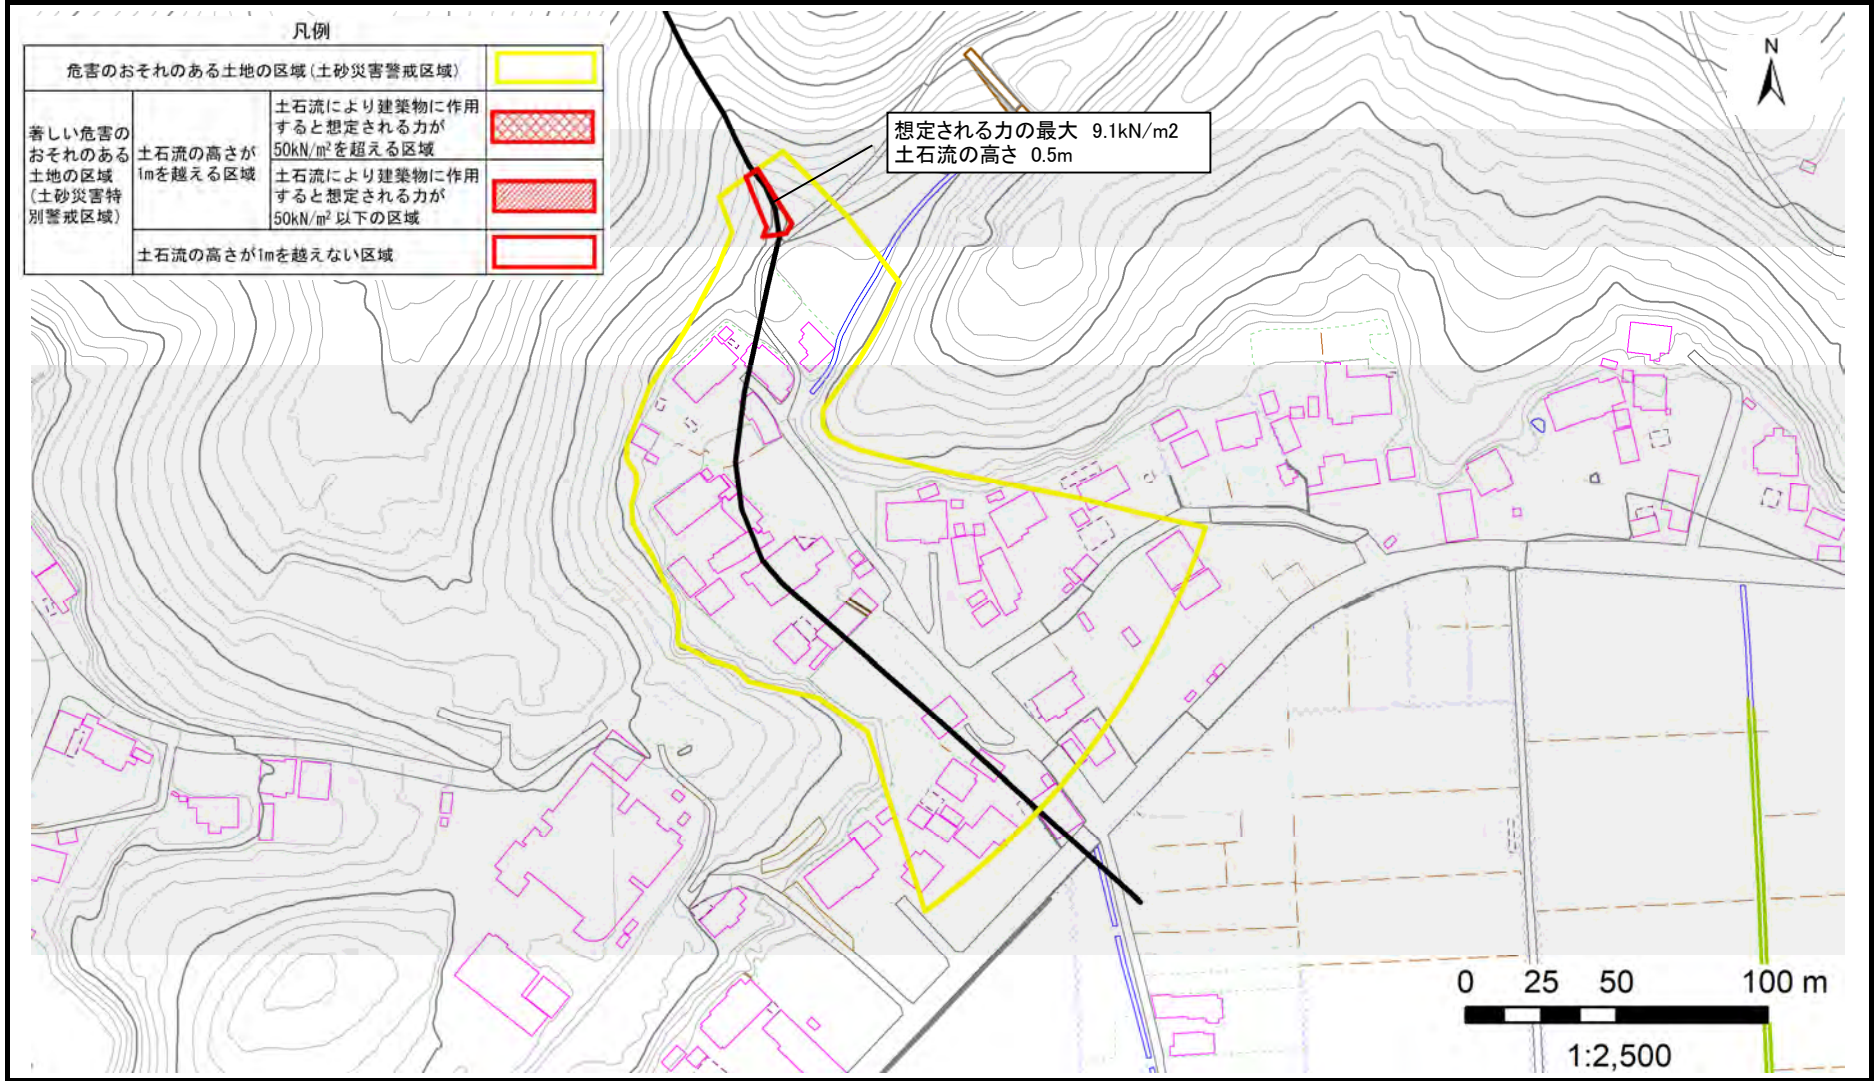 凡例
危害のおそれのある土地の区域(土砂災害警戒区域)
著しい危害の
おそれのある
土地の区域
(土砂災害特
別警戒区域)
土石流の高さが
1mを越える区域
土石流により建築物に作用
すると想定される力が
50kN/m²を超える区域
土石流により建築物に作用
すると想定される力が
50kN/m²以下の区域
土石流の高さが1mを越えない区域
想定される力の最大 9.1kN/m2
土石流の高さ 0.5m
N
0 25 50 100 m
1:2,500